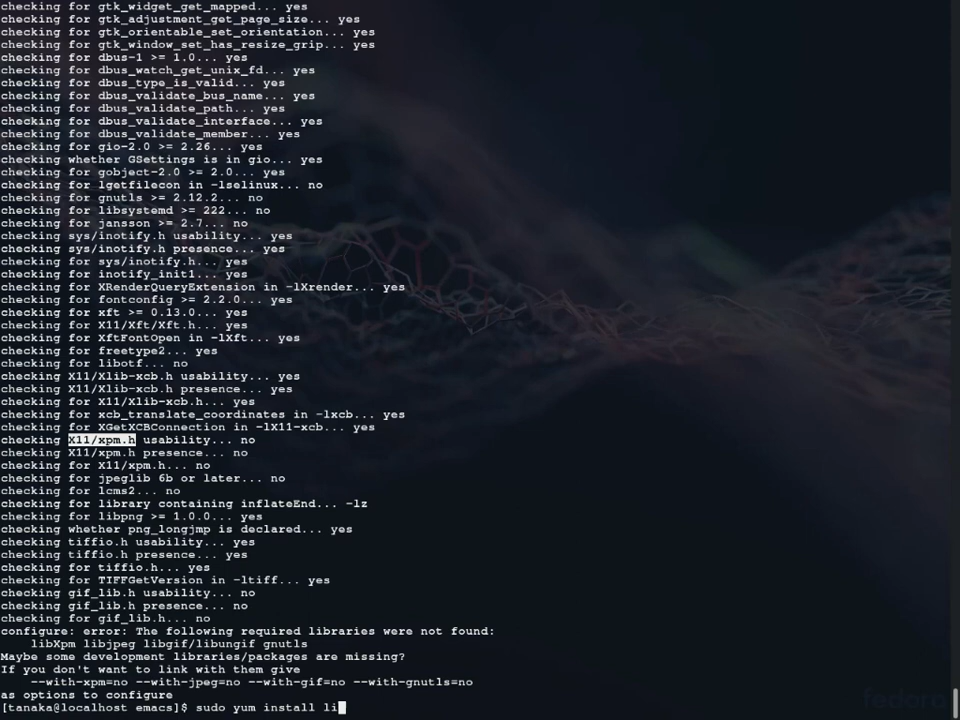 checking for gtk_widget_get_mapped... yes
checking for gtk_adjustment_get_page_size... yes
checking for gtk_orientable_set_orientation... yes
checking for gtk_window_set_has_resize_grip... yes
checking for dbus-1 >= 1.0... yes
checking for dbus_watch_get_unix_fd... yes
checking for dbus_type_is_valid... yes
checking for dbus_validate_bus_name... yes
checking for dbus_validate_path... yes
checking for dbus_validate_interface... yes
checking for dbus_validate_member... yes
checking for gio-2.0 >= 2.26... yes
checking whether GSettings is in gio... yes
checking for gobject-2.0 >= 2.0... yes
checking for lgetfilecon in -lselinux... no
checking for gnutls >= 2.12.2... no
checking for libsystemd >= 222... no
checking for jansson >= 2.7... no
checking sys/inotify.h usability... yes
checking sys/inotify.h presence... yes
checking for sys/inotify.h... yes
checking for inotify_init1... yes
checking for XRenderQueryExtension in -lXrender... yes
checking for fontconfig >= 2.2.0... yes
checking for xft >= 0.13.0... yes
checking for X11/Xft/Xft.h... yes
checking for XftFontOpen in -lXft... yes
checking for freetype2... yes
checking for libotf... no
checking X11/Xlib-xcb.h usability... yes
checking X11/Xlib-xcb.h presence... yes
checking for X11/Xlib-xcb.h... yes
checking for xcb_translate_coordinates in -lxcb... yes
checking for XGetXCBConnection in -lX11-xcb... yes
checking X11/xpm.h usability... no
checking X11/xpm.h presence... no
checking for X11/xpm.h... no
checking for jpeglib 6b or later... no
checking for lcms2... no
checking for library containing inflateEnd... -lz
checking for libpng >= 1.0.0... yes
checking whether png_longjmp is declared... yes
checking tiffio.h usability... yes
checking tiffio.h presence... yes
checking for tiffio.h... yes
checking for TIFFGetVersion in -ltiff... yes
checking gif_lib.h usability... no
checking gif_lib.h presence... no
checking for gif_lib.h... no
configure: error: The following required libraries were not found:
libXpm libjpeg libgif/libungif gnutls
Maybe some development libraries/packages are missing?
If you don't want to link with them give
--with-xpm=no --with-jpeg=no --with-gif=no --with-gnutls=no
as options to configure
[tanaka@localhost emacs]$ sudo yum install li
fedora